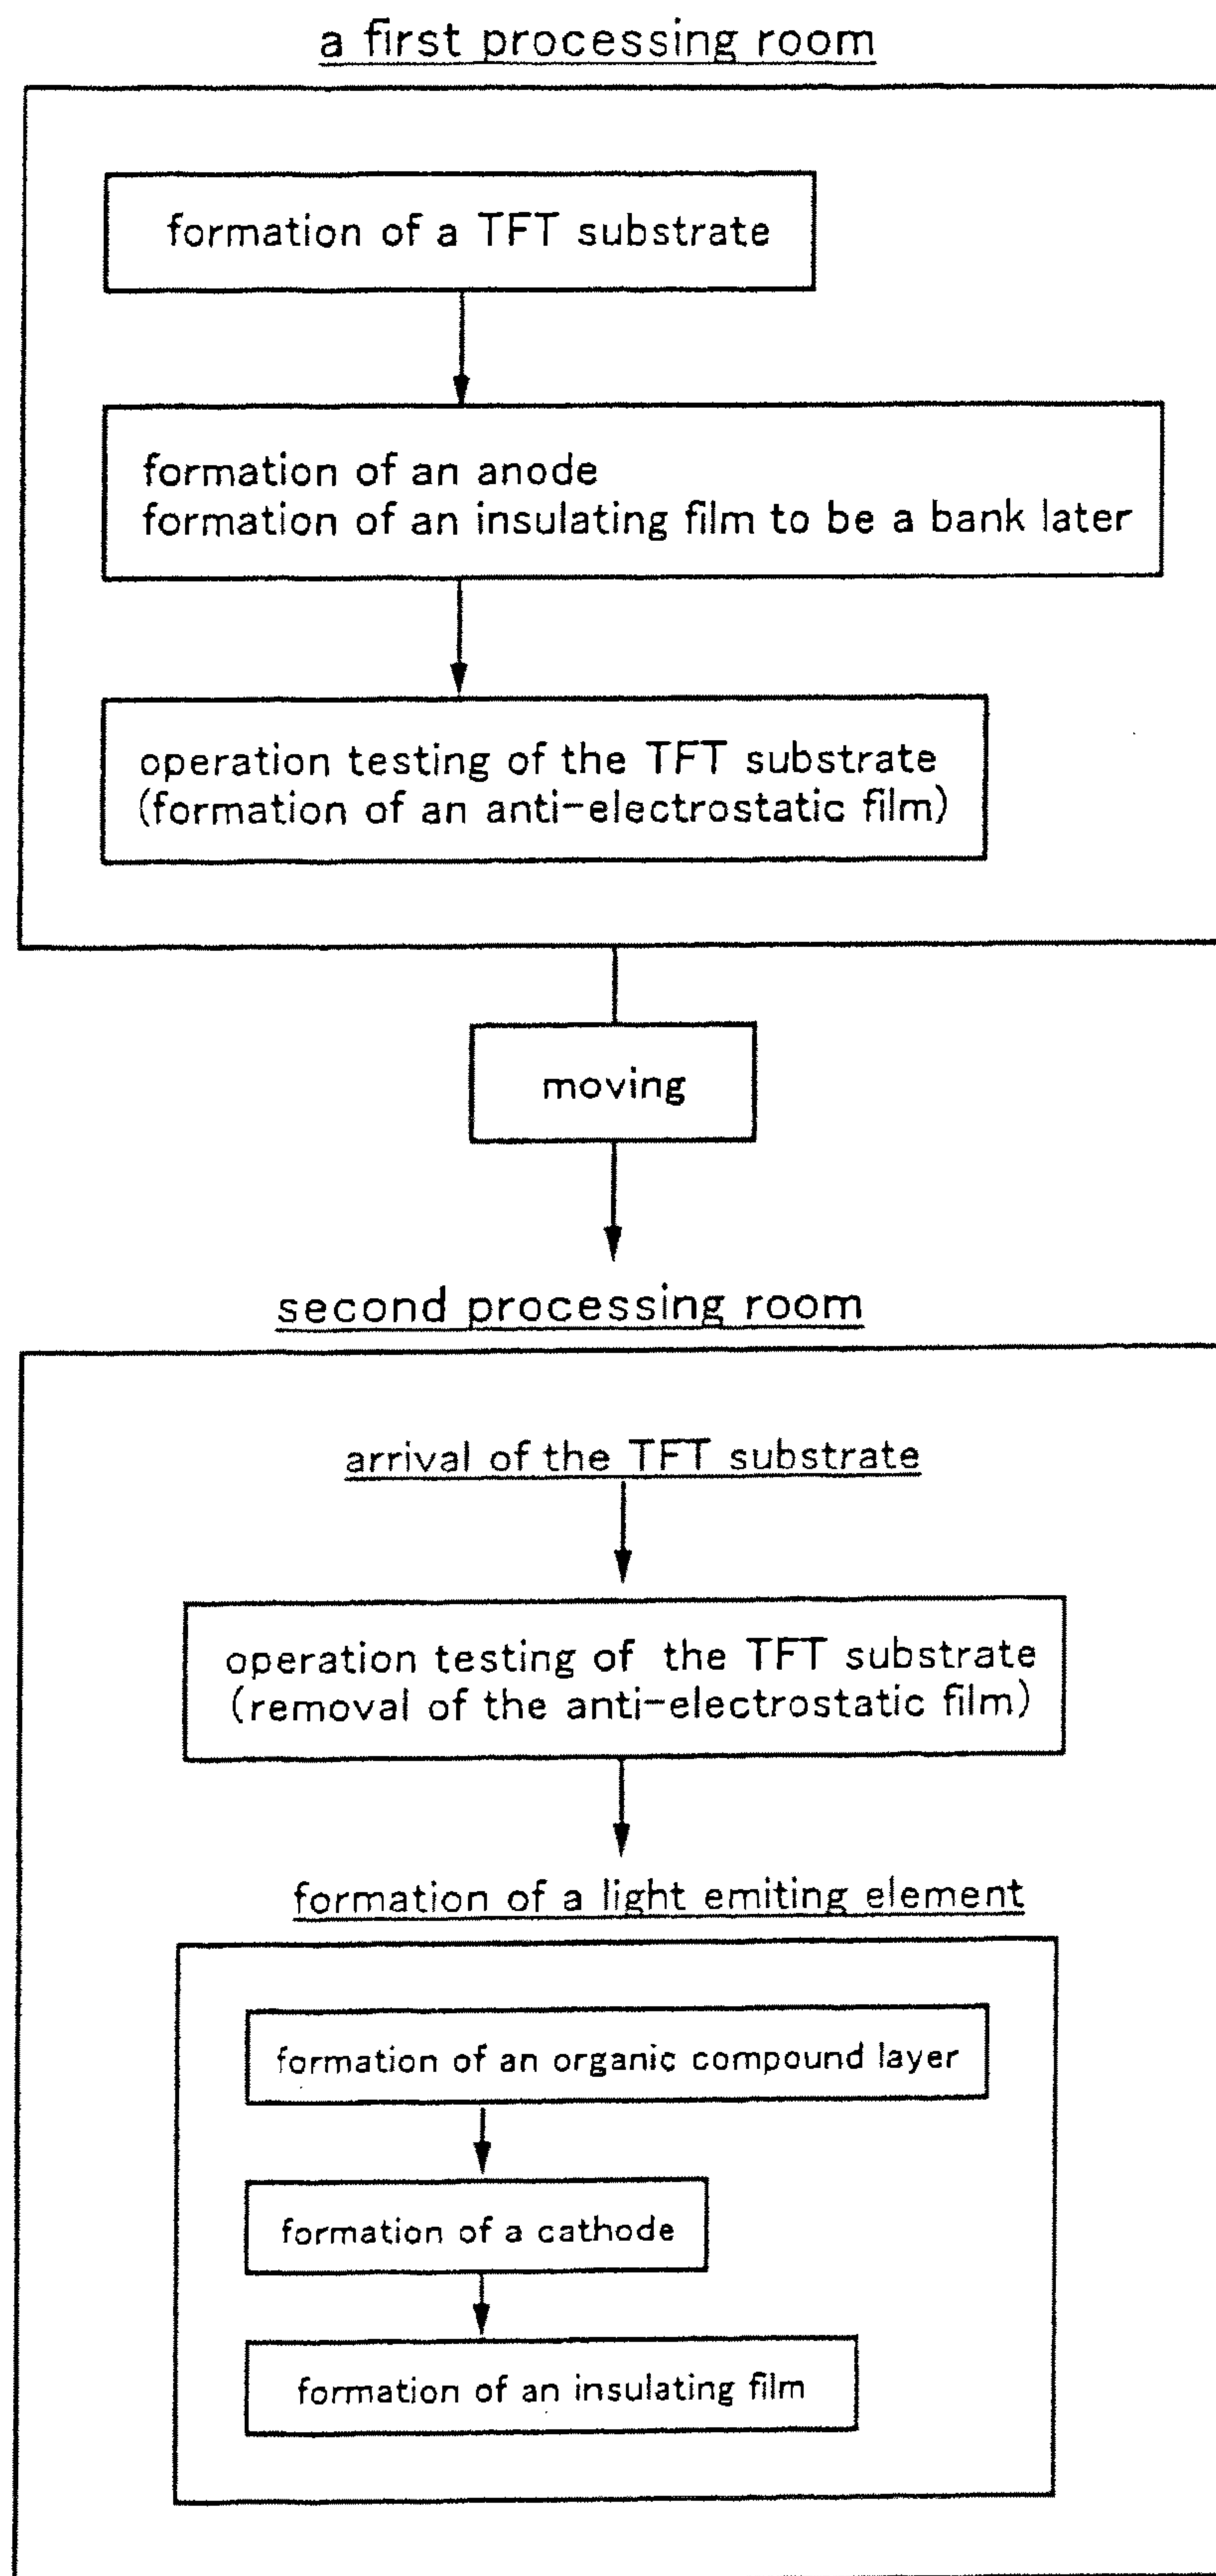 a first processing room
formation of a TFT substrate
formation of an anode
formation of an insulating film to be a bank later
operation testing of the TFT substrate
(formation of an anti-electrostatic film)
moving
second processing room
arrival of the TFT substrate
operation testing of the TFT substrate
(removal of the anti-electrostatic film)
formation of a light emiting element
formation of an organic compound layer
formation of a cathode
formation of an insulating film